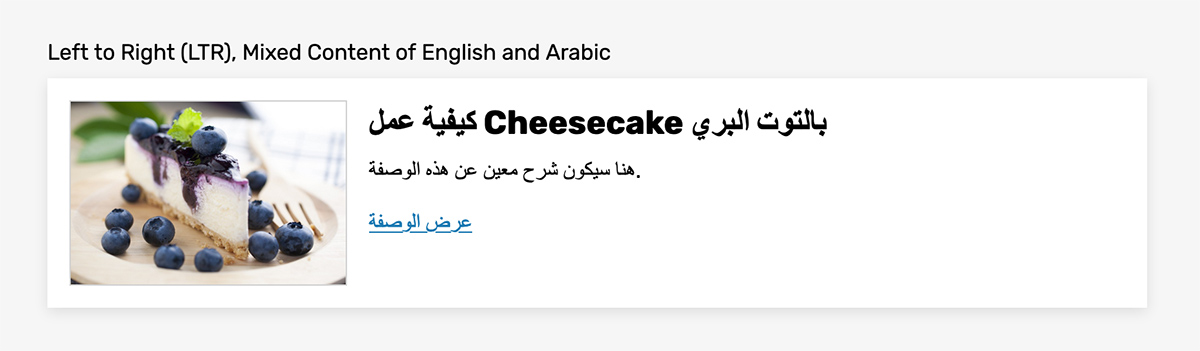 Left to Right (LTR), Mixed Content of English and Arabic
كيفية عمل Cheesecake بالتوت البري
هنا سيكون شرح معين عن هذه الوصفة.
عرض الوصفة